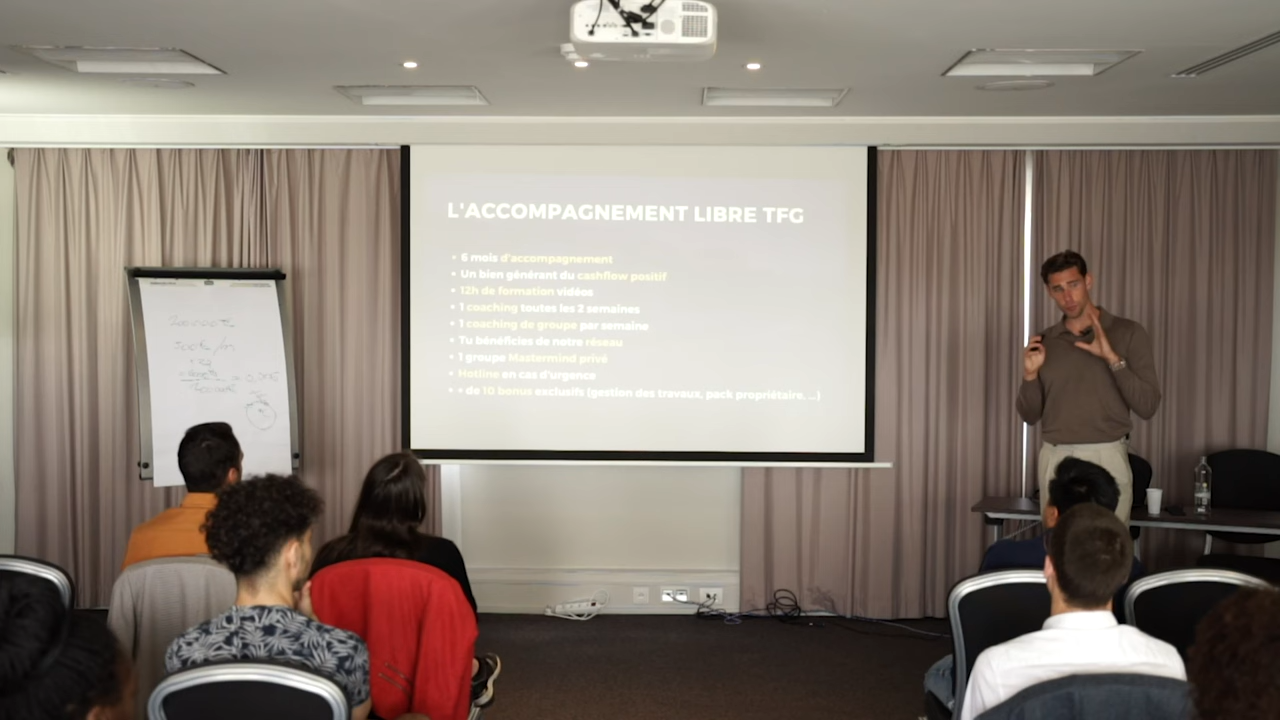 L'ACCOMPAGNEMENT LIBRE TFG
• 6 mois d'accompagnement
• Un bien générant du cashflow positif
• 12h de formation vidéos
• 1 coaching toutes les 2 semaines
• 1 coaching de groupe par semaine
• Tu bénéficies de notre réseau
• 1 groupe Mastermind privé
• Hotline en cas d'urgence
• + de 10 bonus exclusifs (gestion des travaux, pack propriétaire, ...)